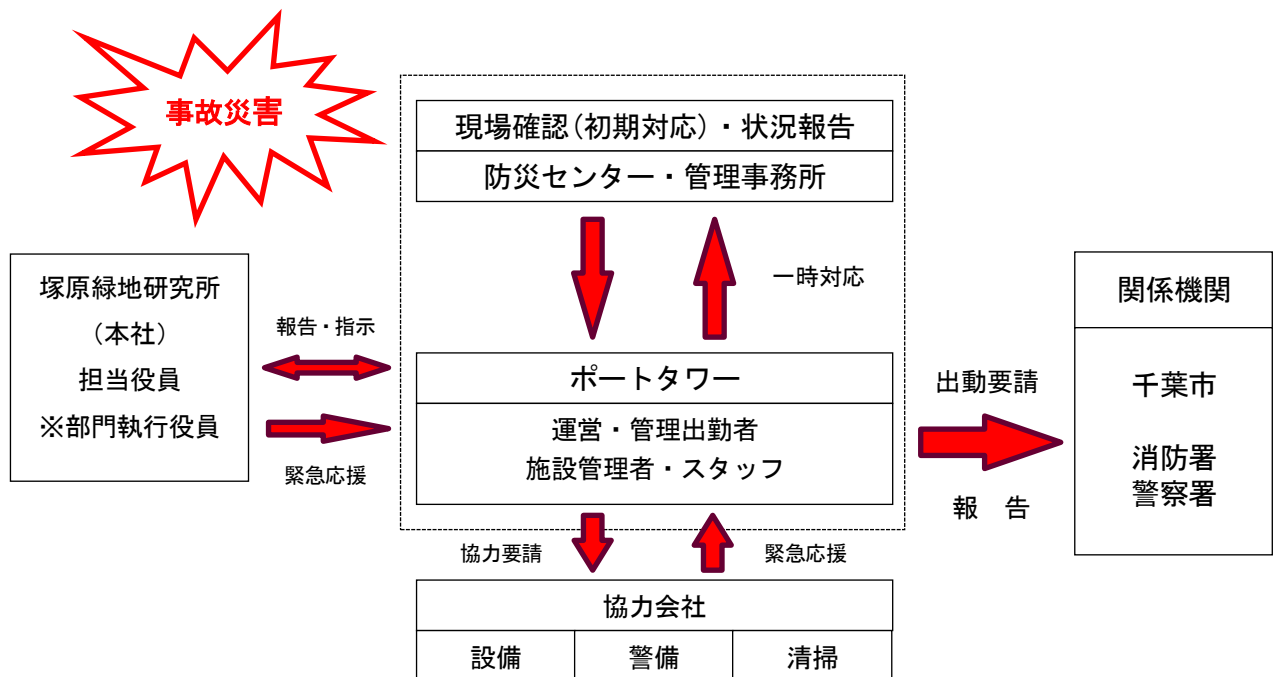 事故災害
現場確認(初期対応)・状況報告
防災センター・管理事務所
一時対応
塚原緑地研究所
(本社)
担当役員
※部門執行役員
報告・指示
緊急応援
ポートタワー
運営・管理出勤者
施設管理者・スタッフ
出動要請
報　告
関係機関
千葉市
消防署
警察署
協力要請
緊急応援
協力会社
設備
警備
清掃